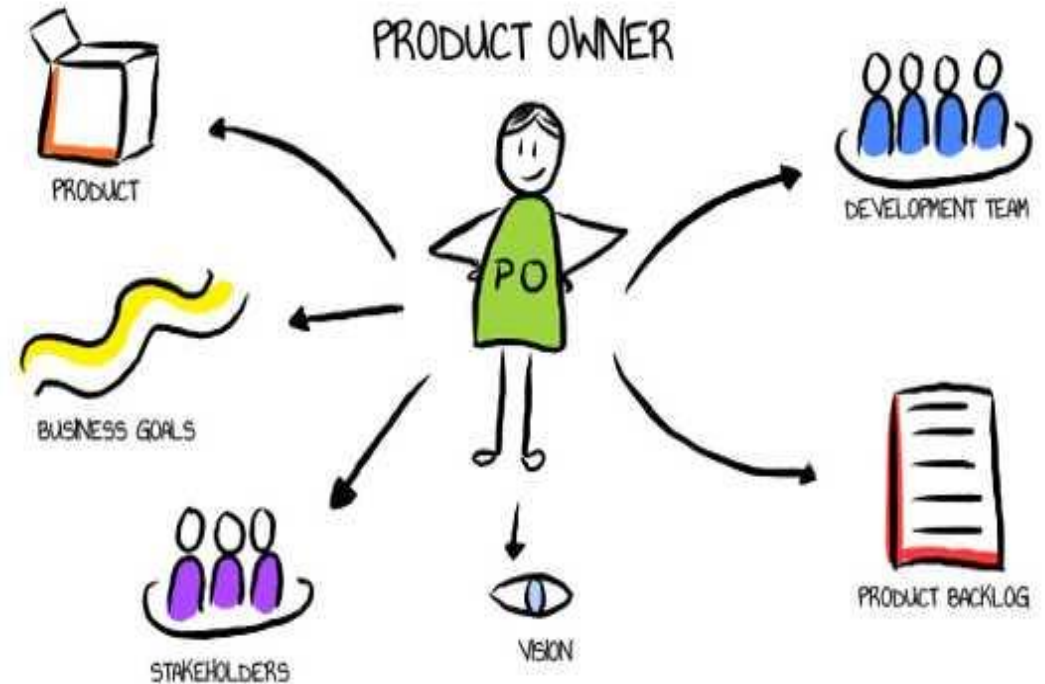 PRODUCT OWNER
PRODUCT
DEVELOPMENT TEAM
PO
BUSINESS GOALS
PRODUCT BACKLOG
STAKEHOLDERS
VISION